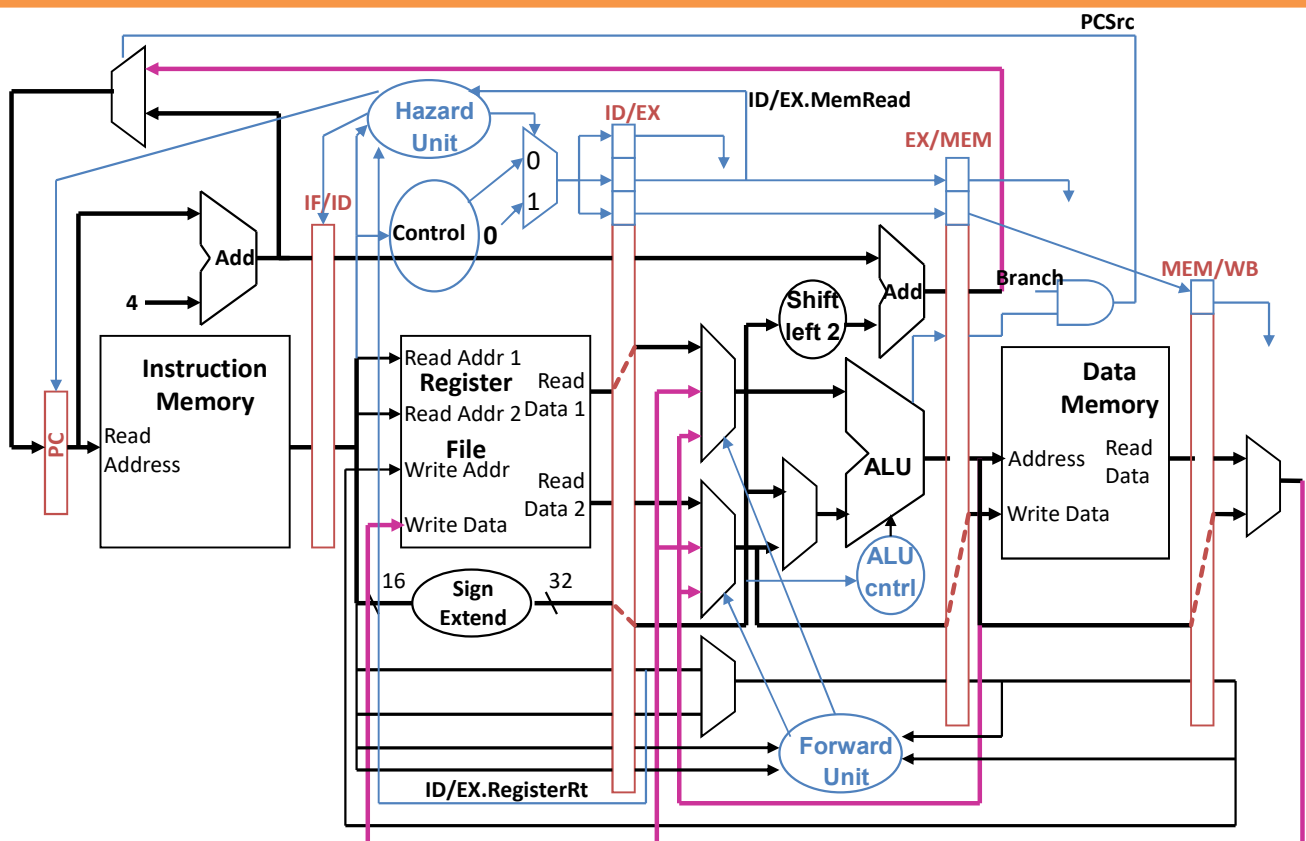 PCSrc
ID/EX.MemRead
Hazard
Unit
ID/EX
EX/MEM
0
1
IF/ID
Control
0
Add
4
Add
Branch
MEM/WB
Shift
left 2
Instruction
Memory
Read
Address
PC
Read Addr 1
Register
Read
Data 1
Read Addr 2
File
Write Addr
Read
Data 2
Write Data
ALU
Data
Memory
Address
Read
Data
Write Data
ALU
cntrl
16
Sign
Extend
32
Forward
Unit
ID/EX.RegisterRt